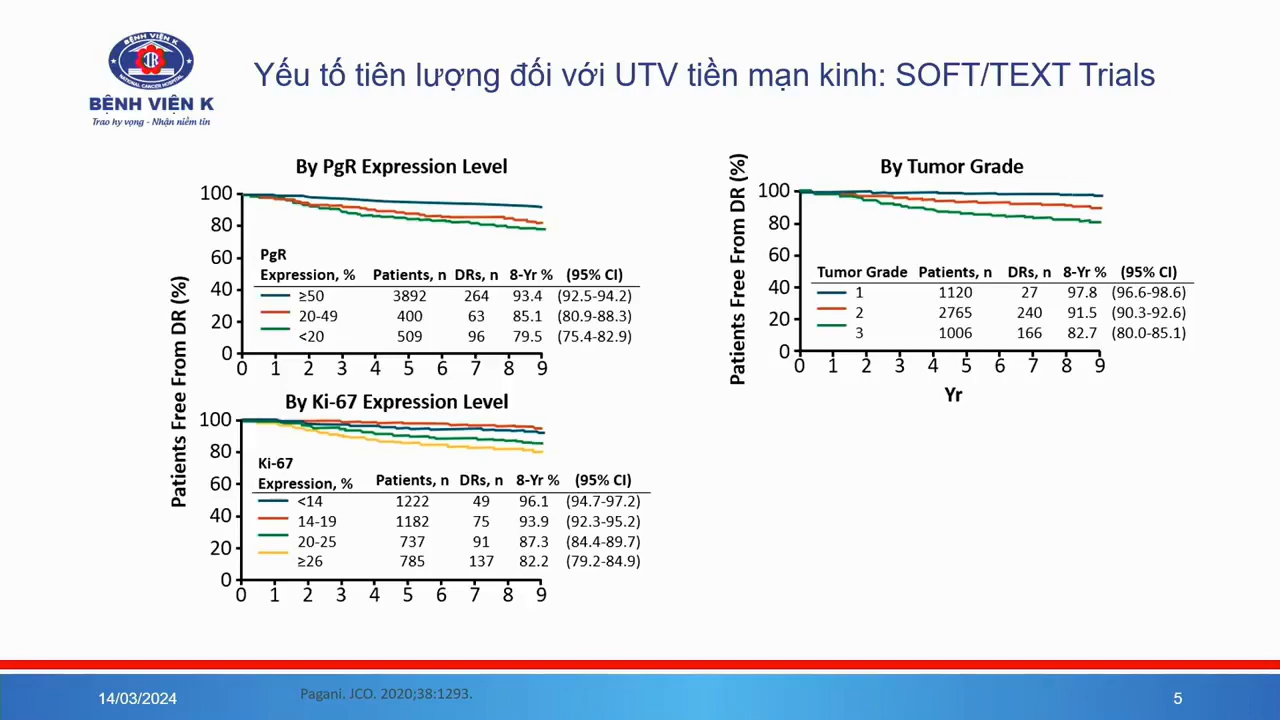 BỆNH VIỆN K
NATIONAL CANCER HOSPITAL
BỆNH VIỆN K
Trao hy vọng - Nhận niềm tin
Yếu tố tiên lượng đối với UTV tiền mạn kinh: SOFT/TEXT Trials
Patients Free From DR (%)
By PgR Expression Level
100
80
60
40
20
0
PgR
Expression, % Patients, n DRs, n 8-Yr % (95% CI)
≥50 3892 264 93.4 (92.5-94.2)
20-49 400 63 85.1 (80.9-88.3)
<20 509 96 79.5 (75.4-82.9)
0 1 2 3 4 5 6 7 8 9
By Ki-67 Expression Level
100
80
60
40
20
0
Ki-67
Expression, % Patients, n DRs, n 8-Yr % (95% CI)
<14 1222 49 96.1 (94.7-97.2)
14-19 1182 75 93.9 (92.3-95.2)
20-25 737 91 87.3 (84.4-89.7)
≥26 785 137 82.2 (79.2-84.9)
0 1 2 3 4 5 6 7 8 9
Patients Free From DR (%)
By Tumor Grade
100
80
60
40
20
0
Tumor Grade Patients, n DRs, n 8-Yr % (95% CI)
1 1120 27 97.8 (96.6-98.6)
2 2765 240 91.5 (90.3-92.6)
3 1006 166 82.7 (80.0-85.1)
0 1 2 3 4 5 6 7 8 9
Yr
14/03/2024
Pagani. JCO. 2020;38:1293.
5